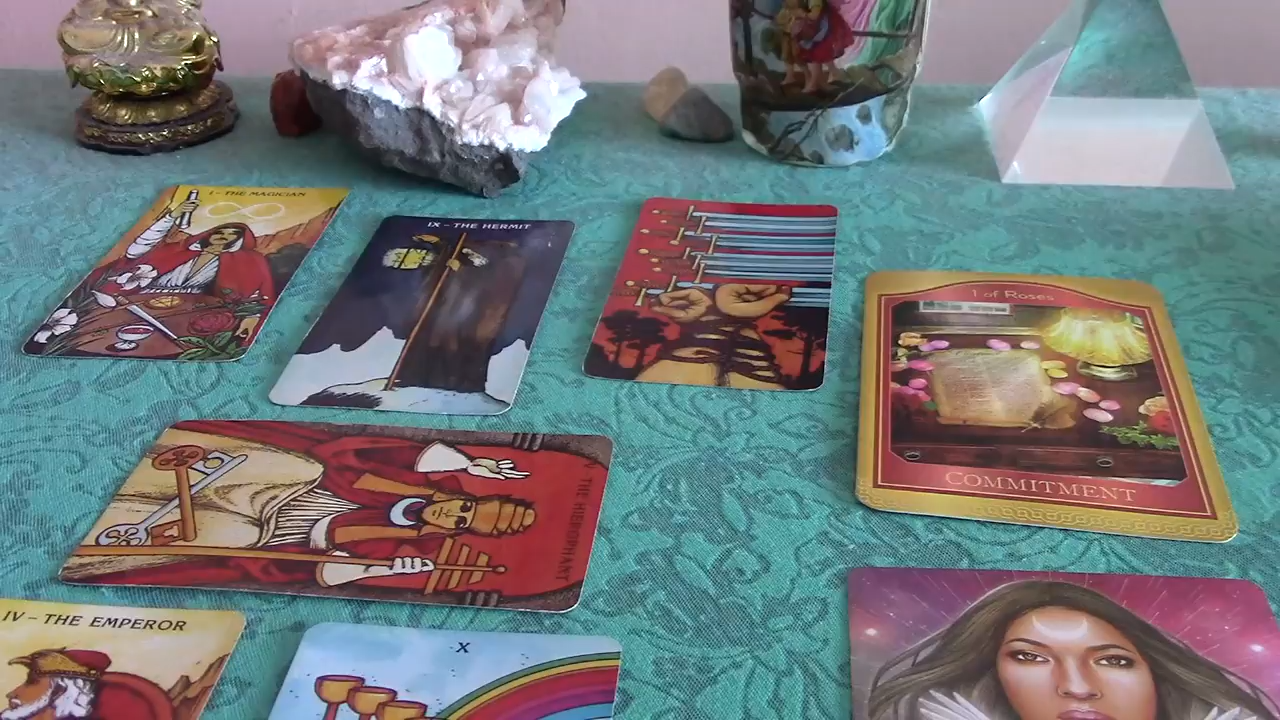 I - THE MAGICIAN
IX - THE HERMIT
1 of Roses
COMMITMENT
V THE HIEROPHANT
IV - THE EMPEROR
X